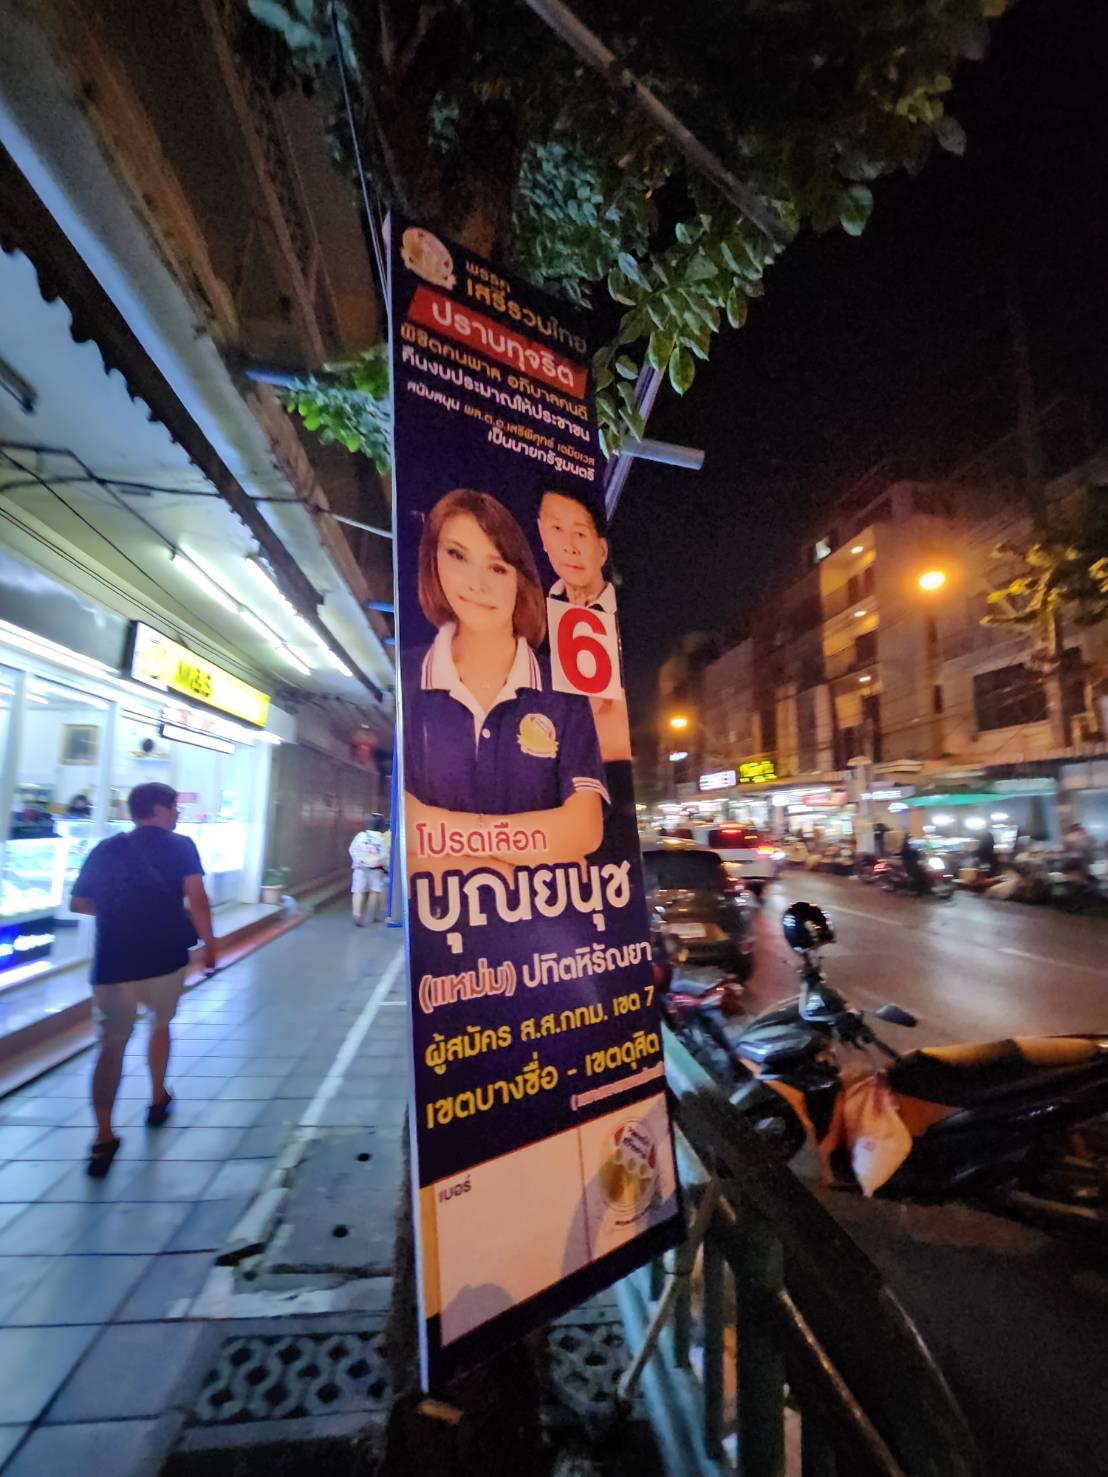 พรรค
เสรีรวมไทย
ปราบทุจริต
พิชิตคนพาล อภิบาลคนดี
คืนงบประมาณให้ประชาชน
สนับสนุน พล.ต.อ.เสรีพิศุทธ์ เตมียเวส
เป็นนายกรัฐมนตรี
6
โปรดเลือก
บุณยนุช
(แหม่ม) ปทิตหิรัณยา
ผู้สมัคร ส.ส.กทม. เขต 7
เขตบางซื่อ - เขตดุสิต
เบอร์
M&S